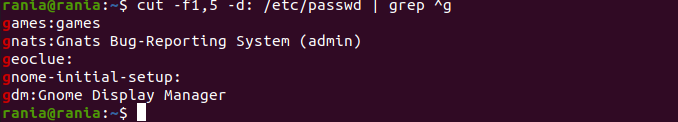 rania@rania:~$ cut -f1,5 -d: /etc/passwd | grep ^g
games:games
gnats:Gnats Bug-Reporting System (admin)
geoclue:
gnome-initial-setup:
gdm:Gnome Display Manager
rania@rania:~$